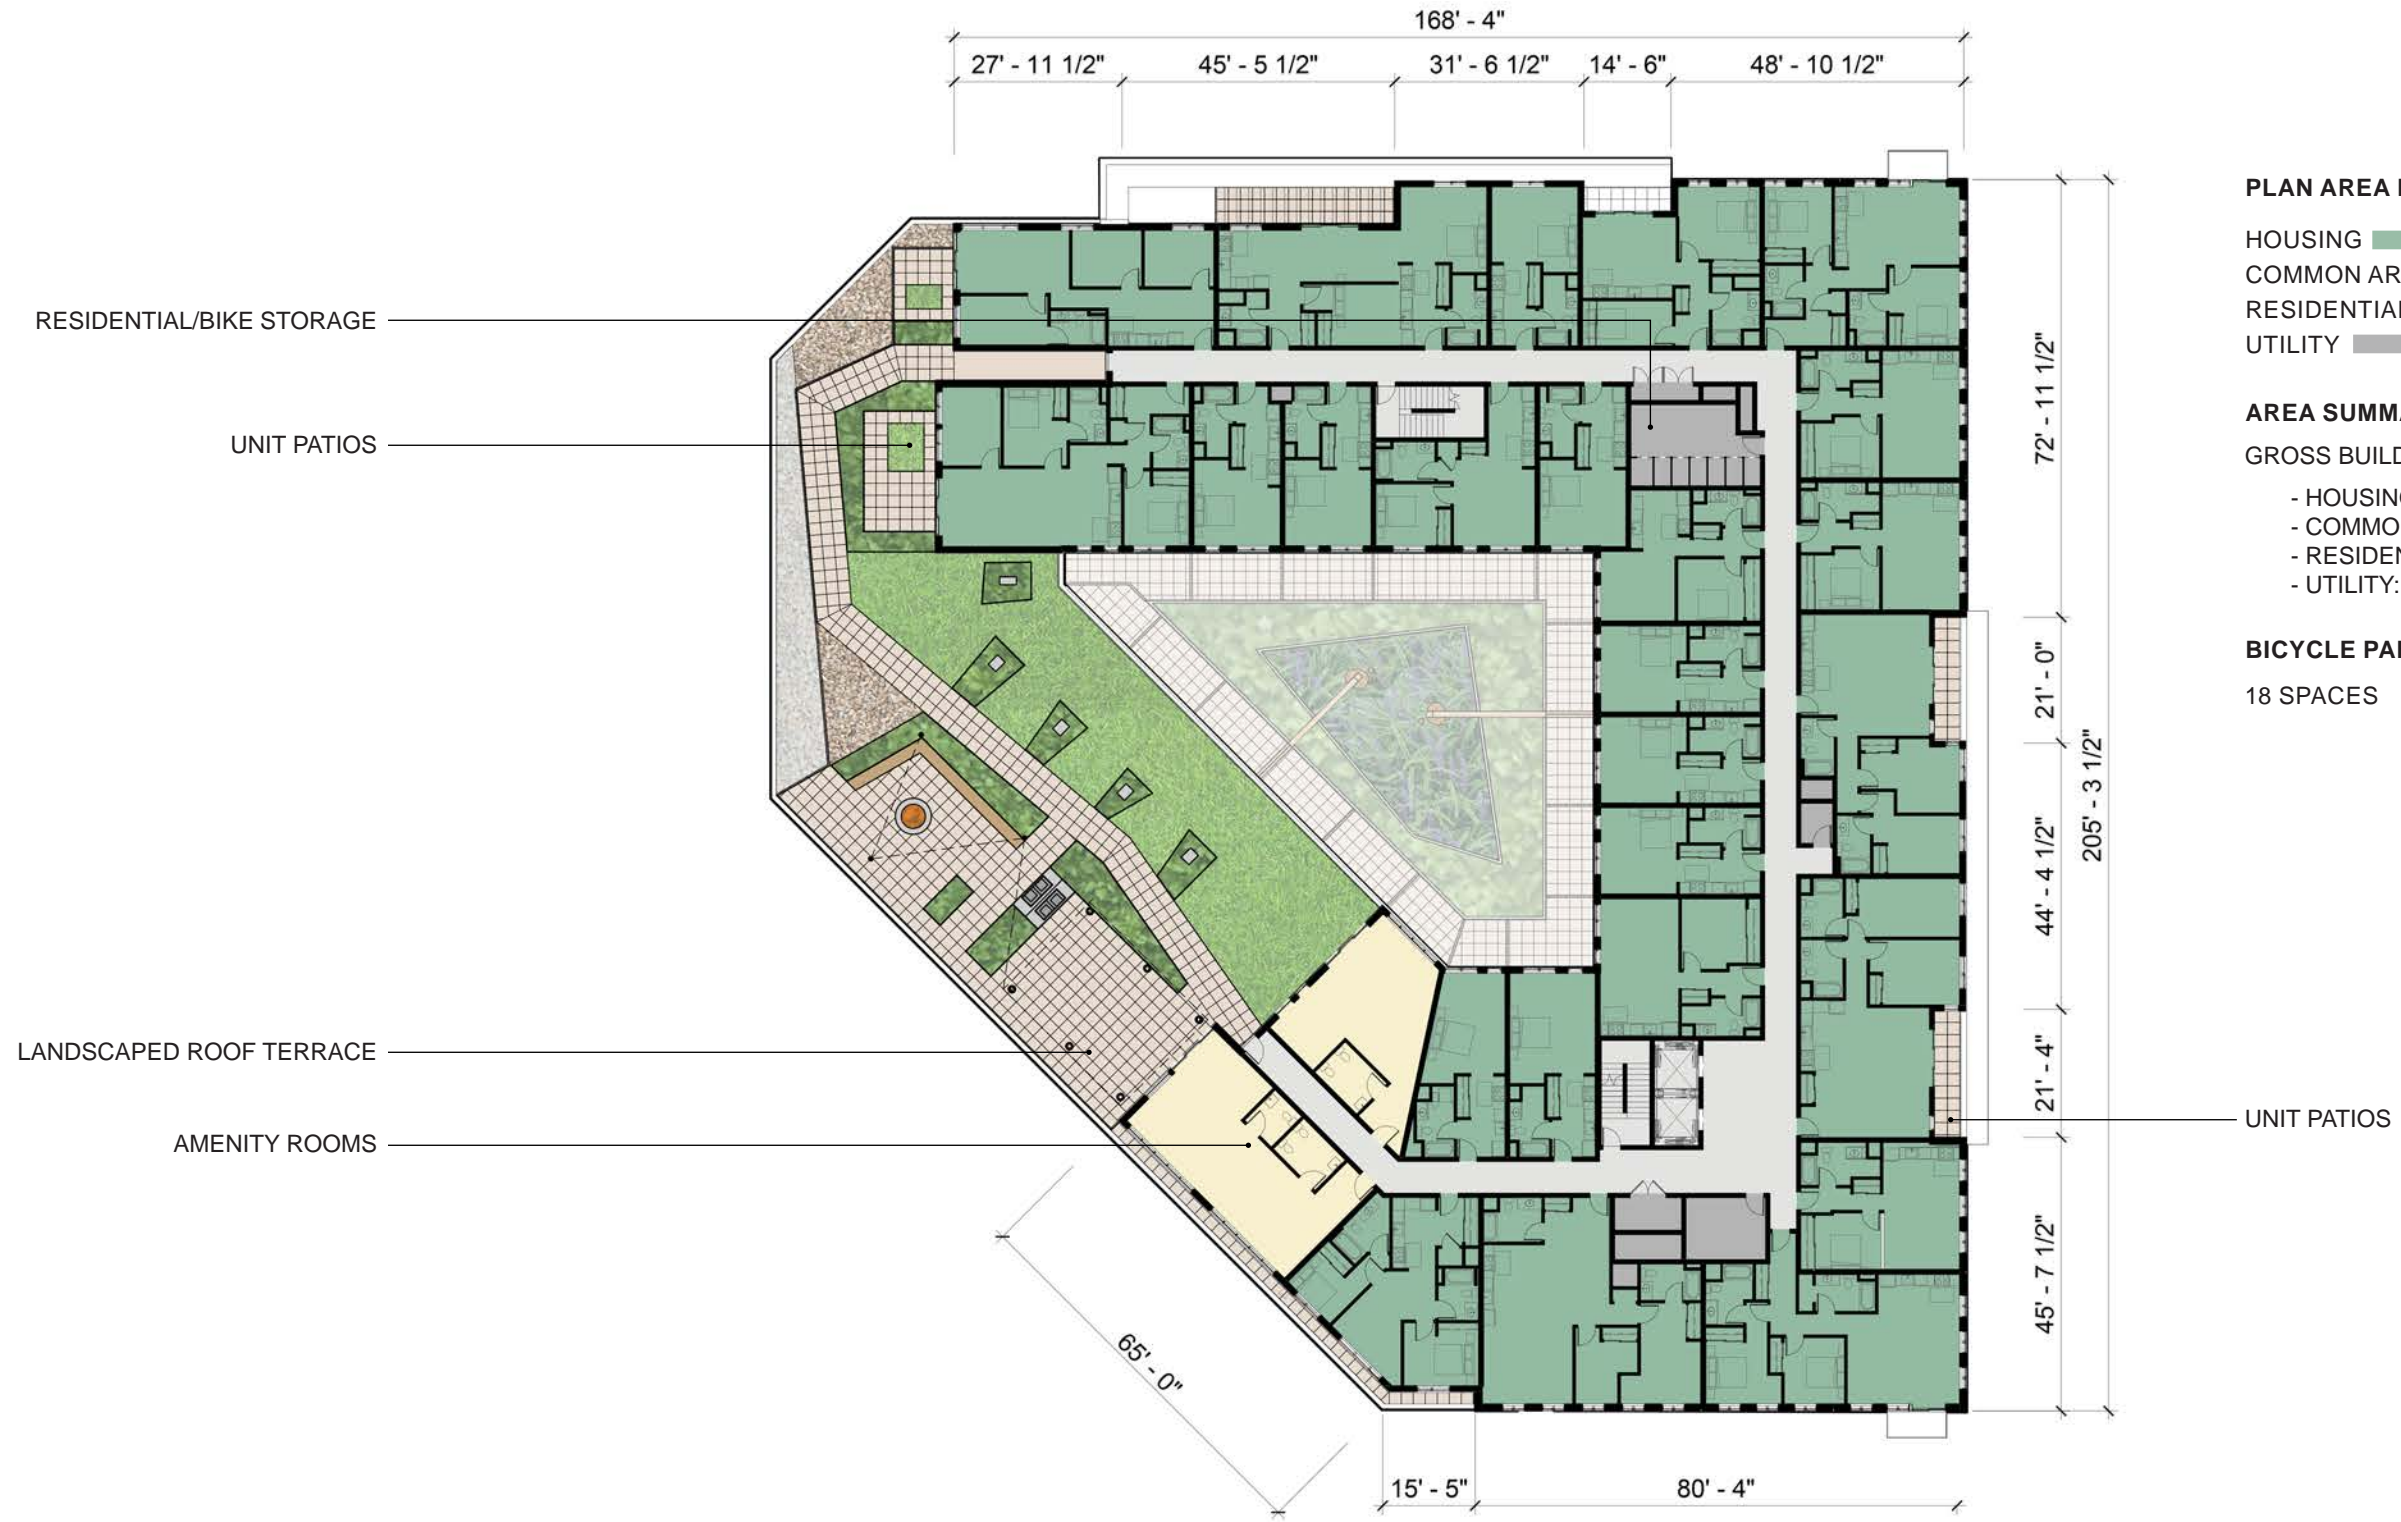 168' - 4"
27' - 11 1/2" 45' - 5 1/2" 31' - 6 1/2" 14' - 6" 48' - 10 1/2"
RESIDENTIAL/BIKE STORAGE
UNIT PATIOS
LANDSCAPED ROOF TERRACE
AMENITY ROOMS
72' - 11 1/2"
21' - 0"
44' - 4 1/2"
21' - 4"
45' - 7 1/2"
205' - 3 1/2"
65' - 0"
15' - 5" 80' - 4"
UNIT PATIOS
PLAN AREA
HOUSING
COMMON AR
RESIDENTIAL
UTILITY
AREA SUMMA
GROSS BUILD
- HOUSING
- COMMO
- RESIDEN
- UTILITY:
BICYCLE PAR
18 SPACES